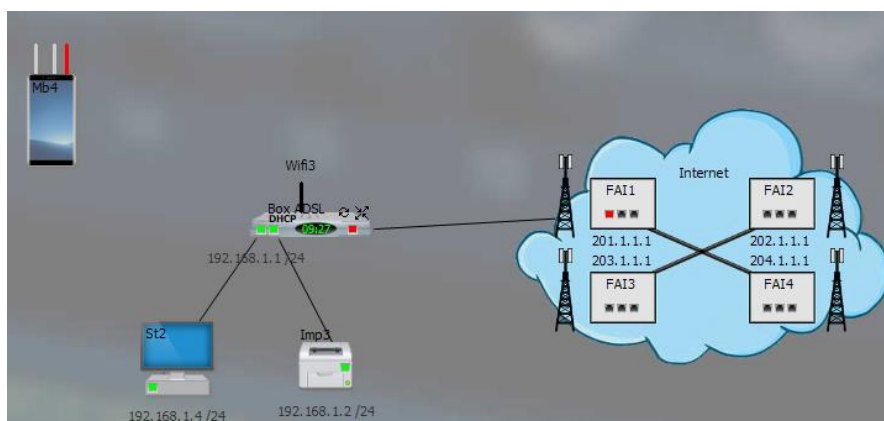 Mb4
Wifi3
Box ADSL
DHCP
09:27
192.168.1.1 /24
St2
192.168.1.4 /24
Imp3
192.168.1.2 /24
Internet
FAI1
FAI2
201.1.1.1
202.1.1.1
203.1.1.1
204.1.1.1
FAI3
FAI4